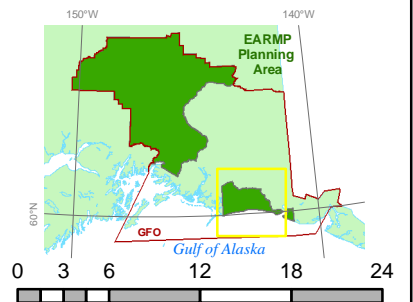 150°W
140°W
EARMP
Planning
Area
60°N
GFO
Gulf of Alaska
0 3 6 12 18 24